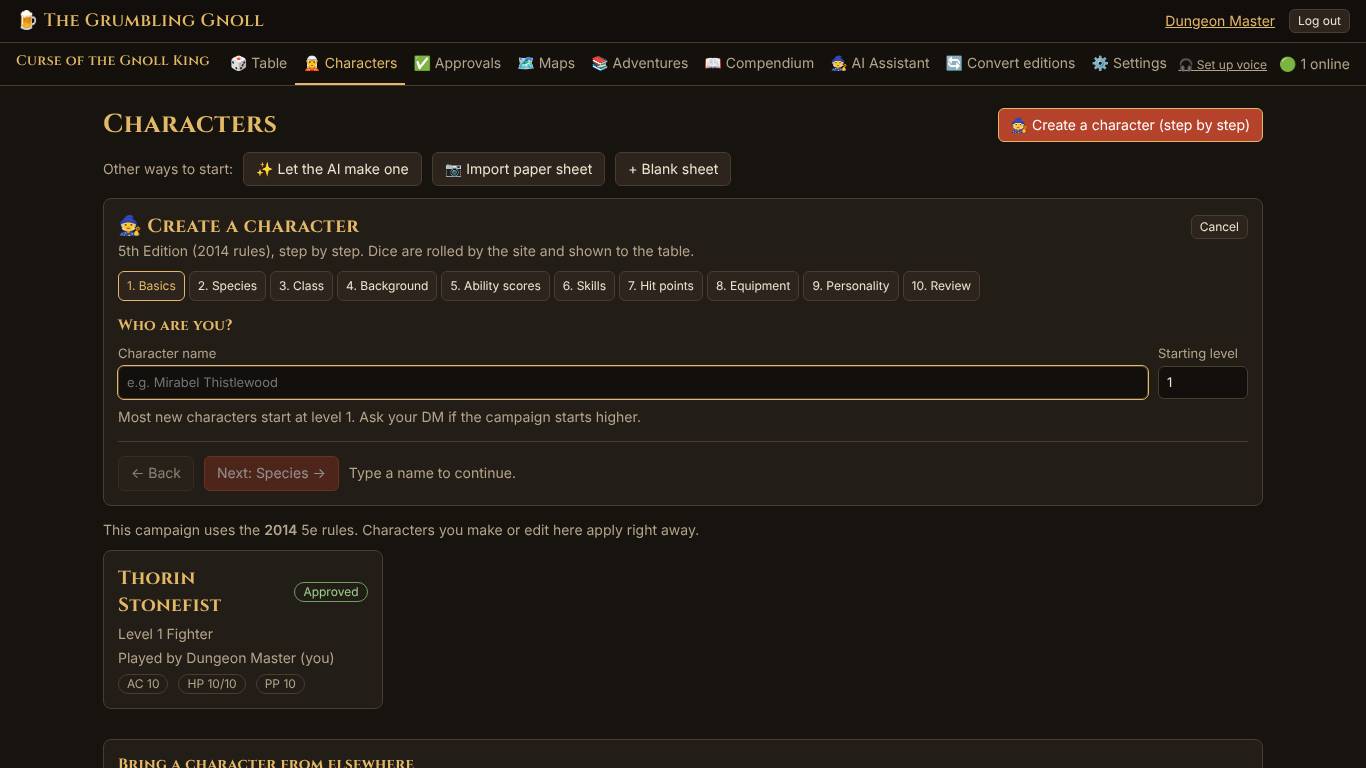 🍺 The Grumbling Gnoll
Dungeon Master
Log out
Curse of the Gnoll King
🎲 Table
🧝 Characters
✅ Approvals
🗺️ Maps
📚 Adventures
📖 Compendium
🧙 AI Assistant
🔄 Convert editions
⚙️ Settings
🎧 Set up voice
🟢 1 online
Characters
🧙 Create a character (step by step)
Other ways to start:
✨ Let the AI make one
📷 Import paper sheet
+ Blank sheet
🧙 Create a character
Cancel
5th Edition (2014 rules), step by step. Dice are rolled by the site and shown to the table.
1. Basics
2. Species
3. Class
4. Background
5. Ability scores
6. Skills
7. Hit points
8. Equipment
9. Personality
10. Review
Who are you?
Character name
Starting level
e.g. Mirabel Thistlewood
1
Most new characters start at level 1. Ask your DM if the campaign starts higher.
← Back
Next: Species →
Type a name to continue.
This campaign uses the 2014 5e rules. Characters you make or edit here apply right away.
Thorin
Stonefist
Approved
Level 1 Fighter
Played by Dungeon Master (you)
AC 10
HP 10/10
PP 10
Bring a character from elsewhere